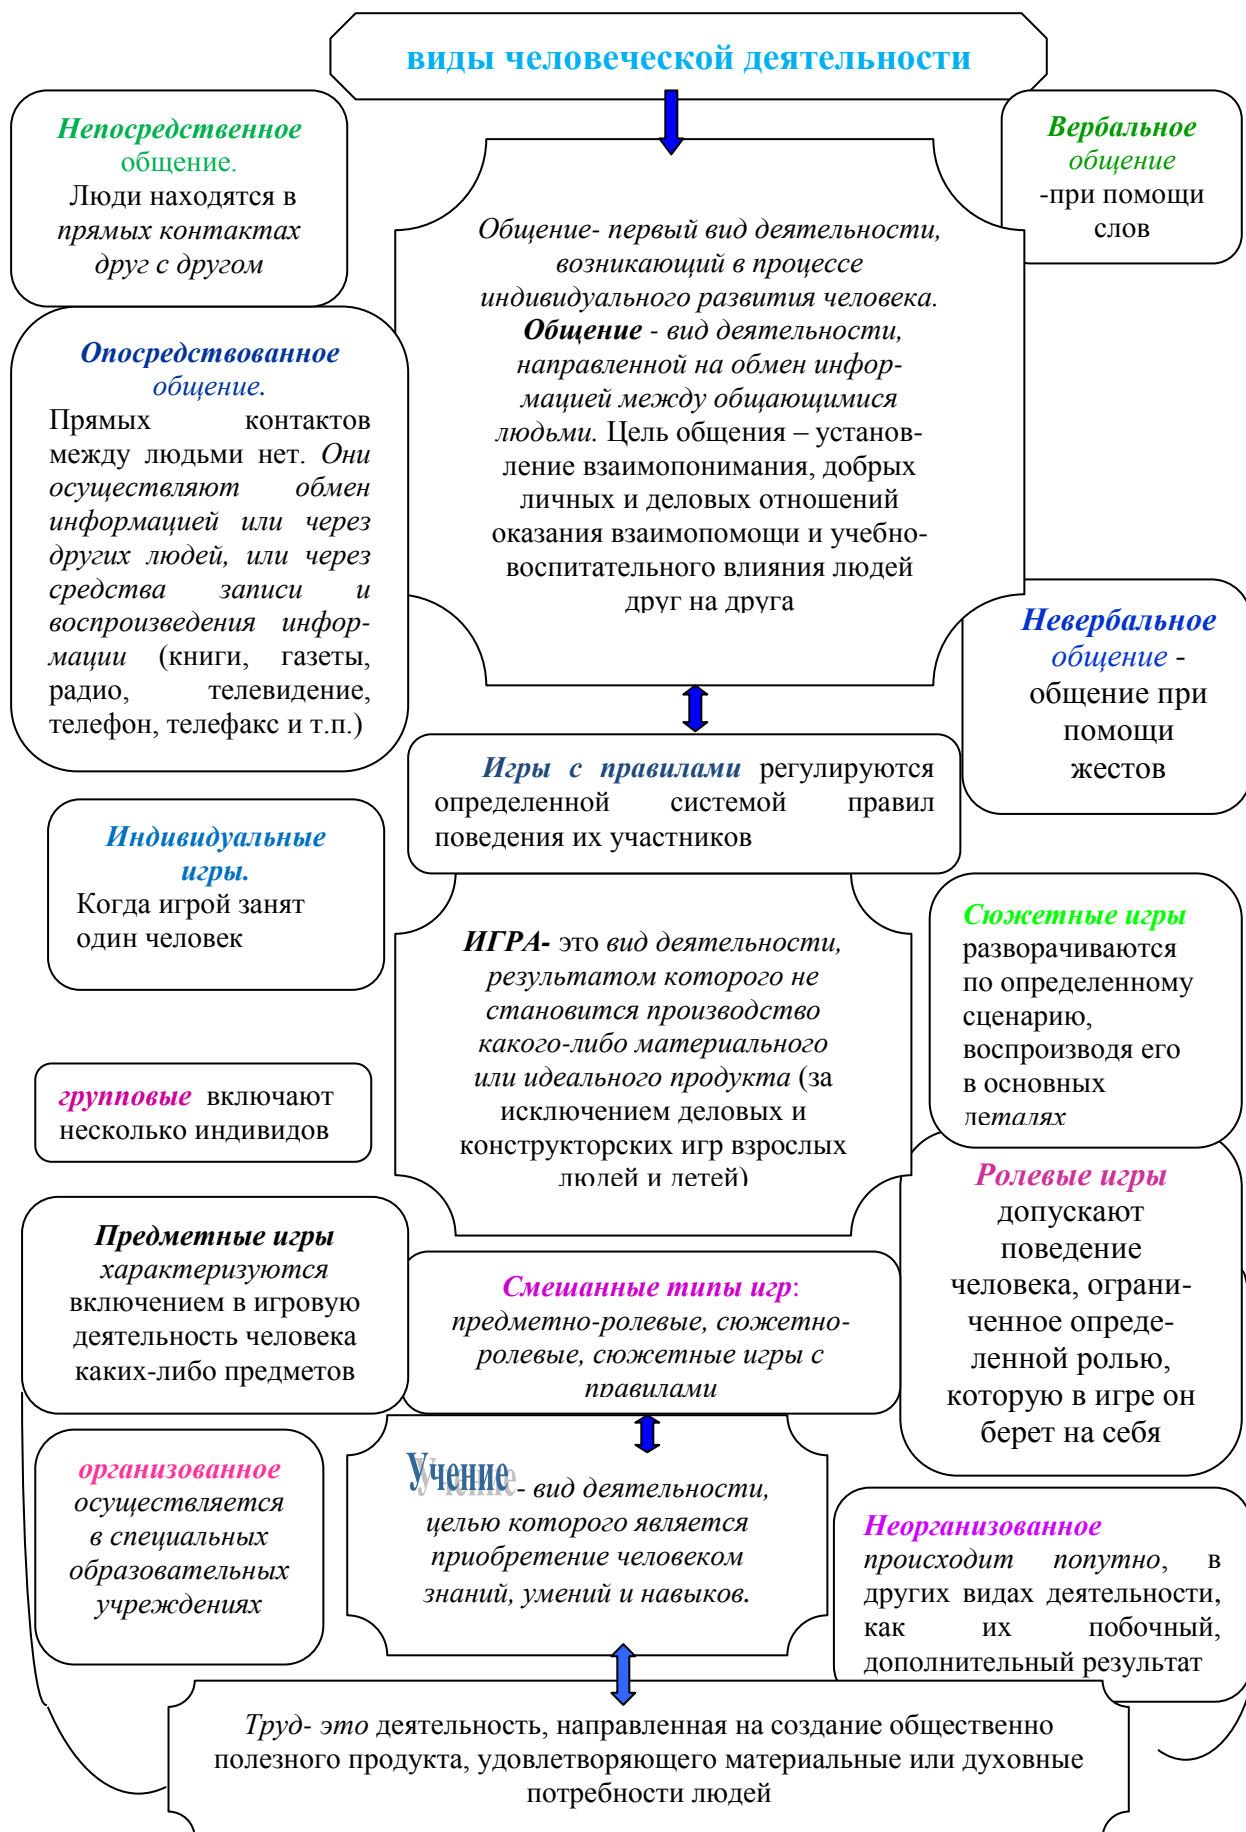 виды человеческой деятельности
Непосредственное
общение.
Люди находятся в
прямых контактах
друг с другом
Вербальное
общение
-при помощи
слов
Общение- первый вид деятельности,
возникающий в процессе
индивидуального развития человека.
Общение - вид деятельности,
направленной на обмен инфор-
мацией между общающимися
людьми. Цель общения – установ-
ление взаимопонимания, добрых
личных и деловых отношений
оказания взаимопомощи и учебно-
воспитательного влияния людей
друг на друга
Опосредствованное
общение.
Прямых контактов
между людьми нет. Они
осуществляют обмен
информацией или через
других людей, или через
средства записи и
воспроизведения инфор-
мации (книги, газеты,
радио, телевидение,
телефон, телефакс и т.п.)
Невербальное
общение -
общение при
помощи
жестов
Игры с правилами регулируются
определенной системой правил
поведения их участников
Индивидуальные
игры.
Когда игрой занят
один человек
ИГРА- это вид деятельности,
результатом которого не
становится производство
какого-либо материального
или идеального продукта (за
исключением деловых и
конструкторских игр взрослых
людей и детей)
Сюжетные игры
разворачиваются
по определенному
сценарию,
воспроизводя его
в основных
деталях
групповые включают
несколько индивидов
Ролевые игры
допускают
поведение
человека, ограни-
ченное опреде-
ленной ролью,
которую в игре он
берет на себя
Предметные игры
характеризуются
включением в игровую
деятельность человека
каких-либо предметов
Смешанные типы игр:
предметно-ролевые, сюжетно-
ролевые, сюжетные игры с
правилами
организованное
осуществляется
в специальных
образовательных
учреждениях
Учение - вид деятельности,
целью которого является
приобретение человеком
знаний, умений и навыков.
Неорганизованное
происходит попутно, в
других видах деятельности,
как их побочный,
дополнительный результат
Труд- это деятельность, направленная на создание общественно
полезного продукта, удовлетворяющего материальные или духовные
потребности людей